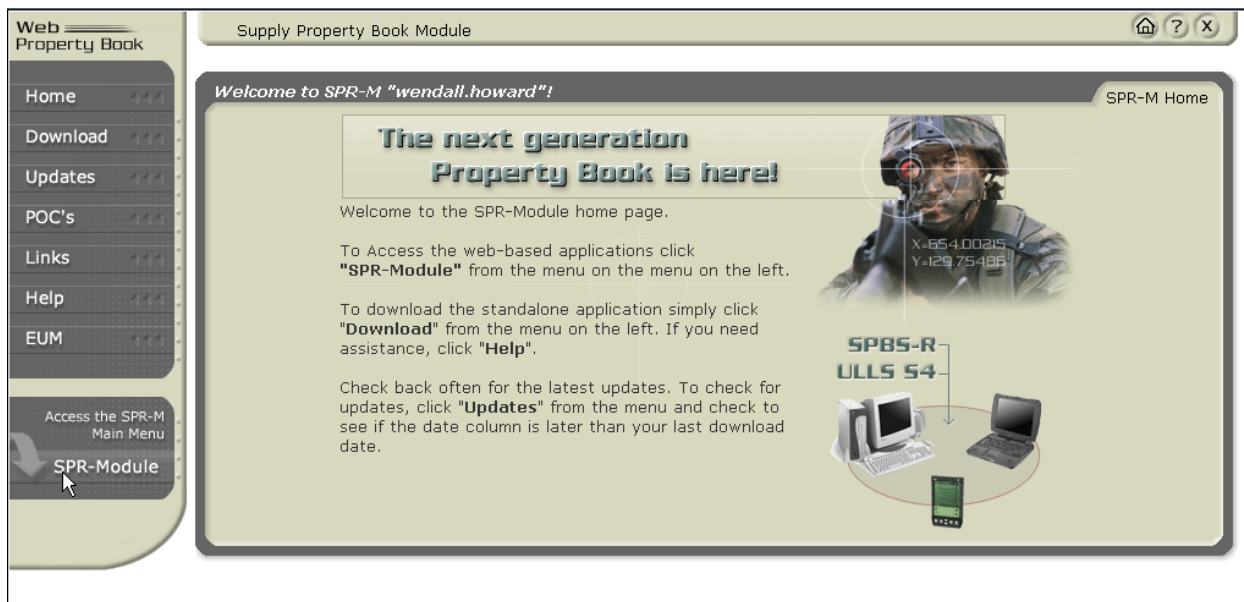 Web
Property Book
Supply Property Book Module
?
X
Home
Download
Updates
POC's
Links
Help
EUM
Access the SPR-M
Main Menu
SPR-Module
Welcome to SPR-M "wendall.howard"!
SPR-M Home
The next generation
Property Book is here!
Welcome to the SPR-Module home page.
To Access the web-based applications click
"SPR-Module" from the menu on the menu on the left.
To download the standalone application simply click
"Download" from the menu on the left. If you need
assistance, click "Help".
Check back often for the latest updates. To check for
updates, click "Updates" from the menu and check to
see if the date column is later than your last download
date.
X=654.00215
Y=129.75486
SPBS-R
ULLS S4